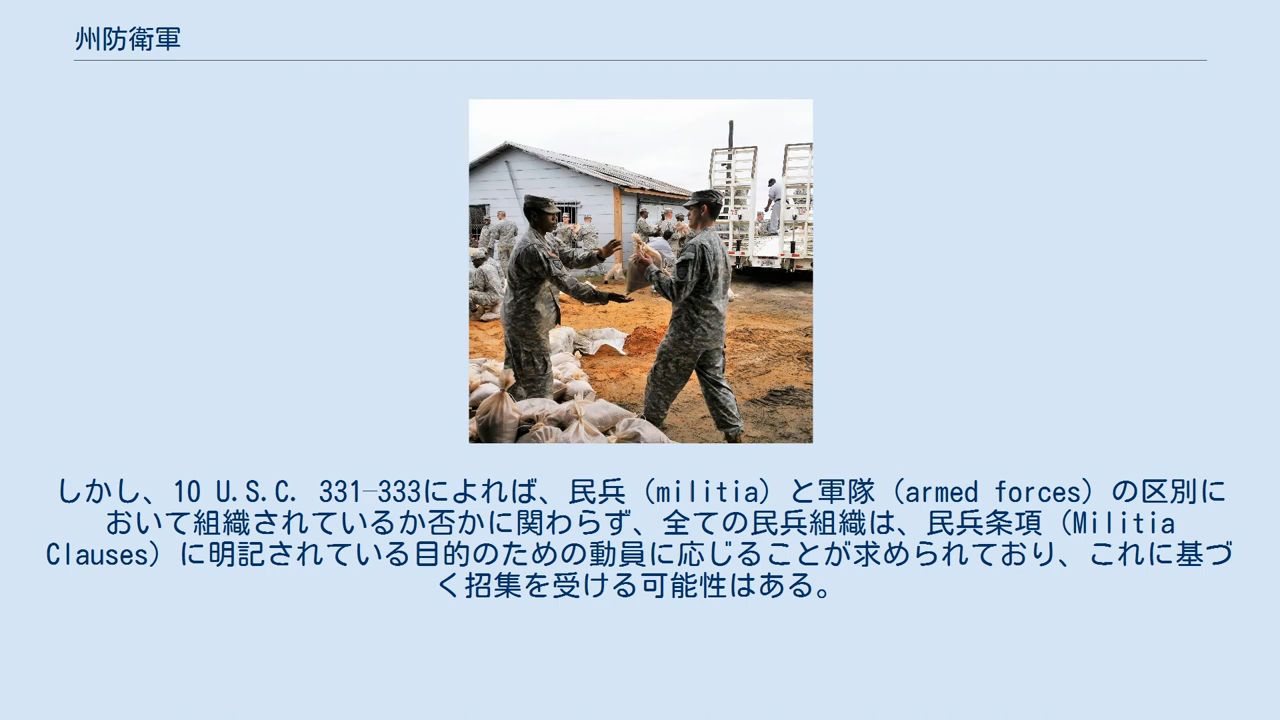 州防衛軍
しかし、10 U.S.C. 331–333によれば、民兵（militia）と軍隊（armed forces）の区別に
おいて組織されているか否かに関わらず、全ての民兵組織は、民兵条項（Militia
Clauses）に明記されている目的のための動員に応じることが求められており、これに基づ
く招集を受ける可能性はある。